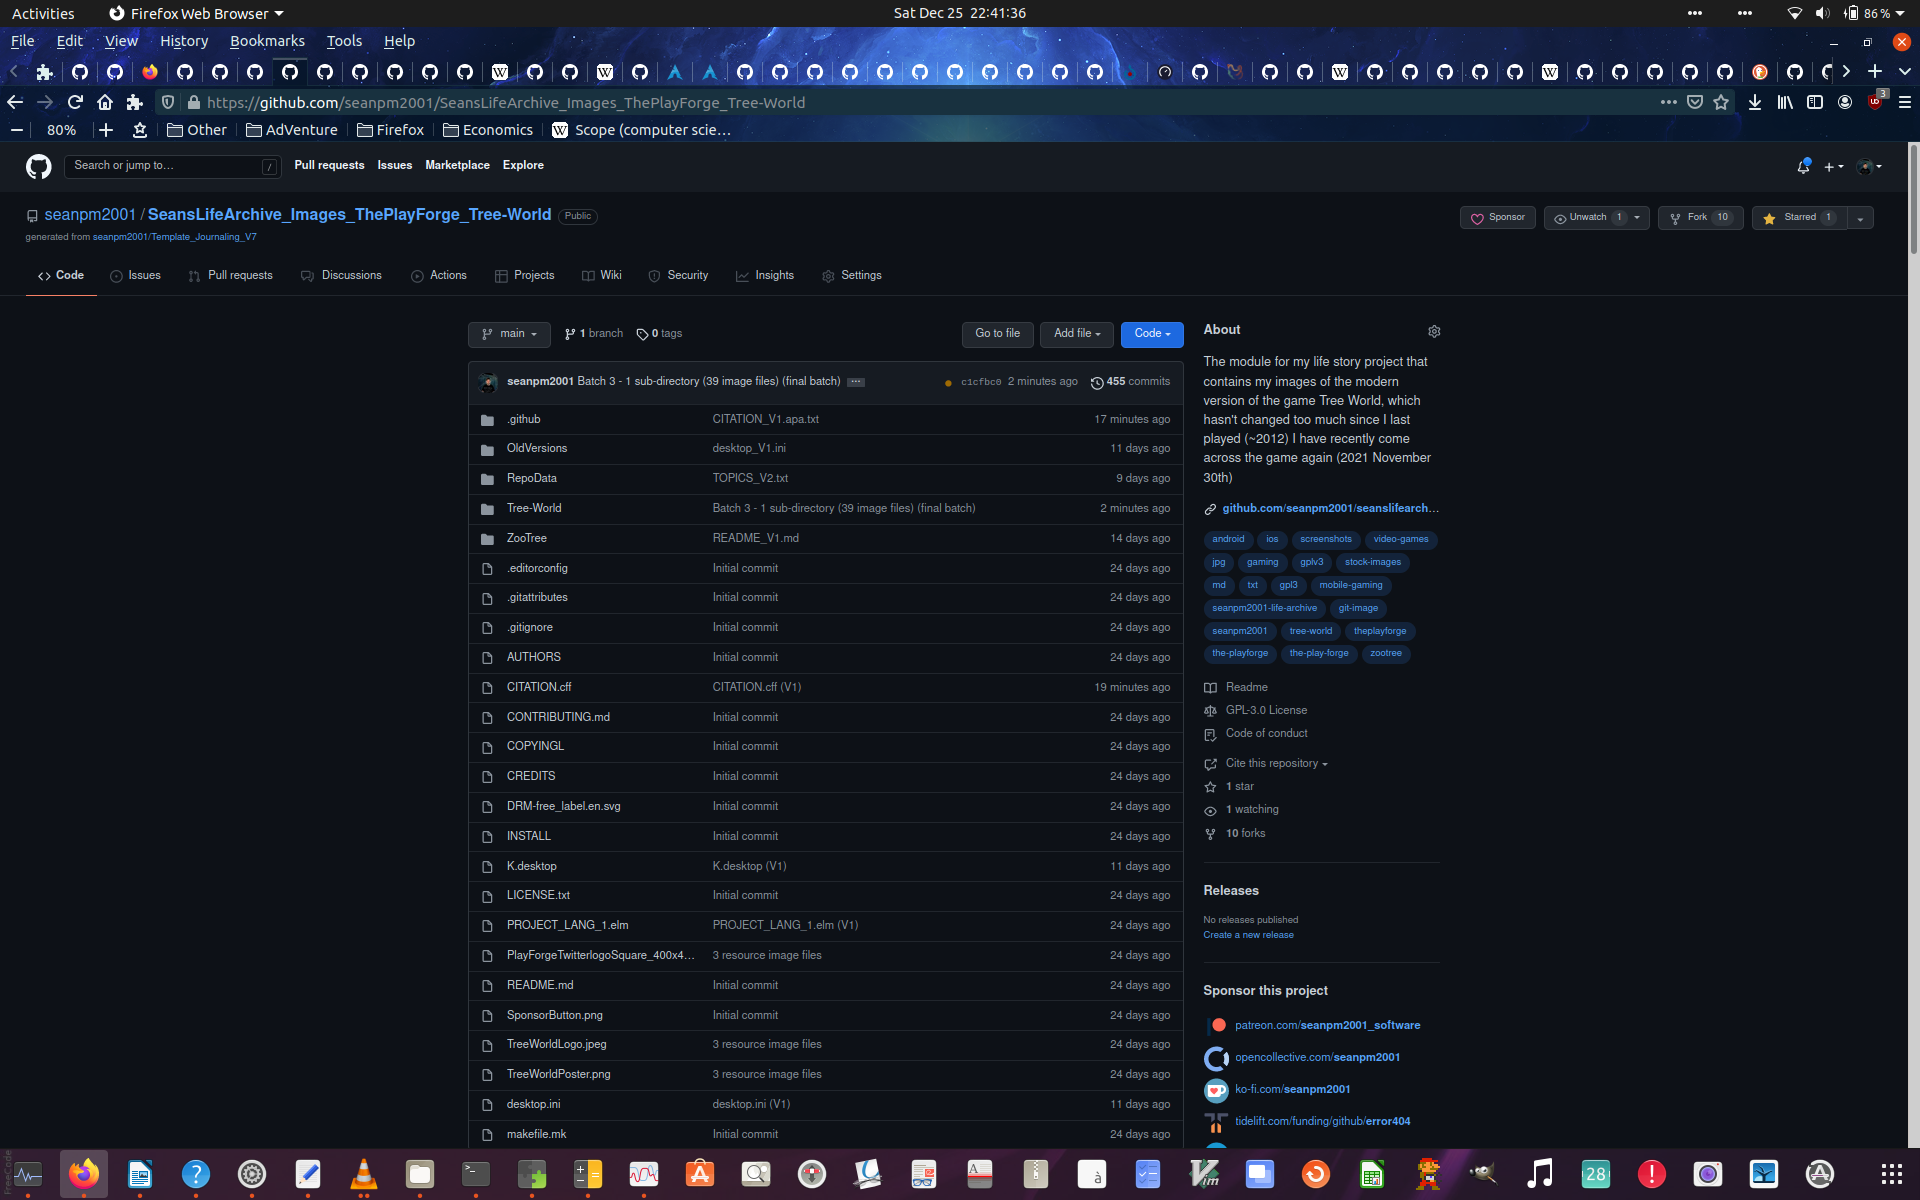 Activities Firefox Web Browser Sat Dec 25 22:41:36 86 %
File Edit View History Bookmarks Tools Help
https://github.com/seanpm2001/SeansLifeArchive_Images_ThePlayForge_Tree-World 3
80% Other AdVenture Firefox Economics Scope (computer scie…
Search or jump to… / Pull requests Issues Marketplace Explore
seanpm2001 / SeansLifeArchive_Images_ThePlayForge_Tree-World Public
Sponsor Unwatch 1 Fork 10 Starred 1
generated from seanpm2001/Template_Journaling_V7
Code Issues Pull requests Discussions Actions Projects Wiki Security Insights Settings
main 1 branch 0 tags Go to file Add file Code
seanpm2001 Batch 3 - 1 sub-directory (39 image files) (final batch) c1cfbc0 2 minutes ago 455 commits
.github CITATION_V1.apa.txt 17 minutes ago
OldVersions desktop_V1.ini 11 days ago
RepoData TOPICS_V2.txt 9 days ago
Tree-World Batch 3 - 1 sub-directory (39 image files) (final batch) 2 minutes ago
ZooTree README_V1.md 14 days ago
.editorconfig Initial commit 24 days ago
.gitattributes Initial commit 24 days ago
.gitignore Initial commit 24 days ago
AUTHORS Initial commit 24 days ago
CITATION.cff CITATION.cff (V1) 19 minutes ago
CONTRIBUTING.md Initial commit 24 days ago
COPYINGL Initial commit 24 days ago
CREDITS Initial commit 24 days ago
DRM-free_label.en.svg Initial commit 24 days ago
INSTALL Initial commit 24 days ago
K.desktop K.desktop (V1) 11 days ago
LICENSE.txt Initial commit 24 days ago
PROJECT_LANG_1.elm PROJECT_LANG_1.elm (V1) 24 days ago
PlayForgeTwitterlogoSquare_400x4… 3 resource image files 24 days ago
README.md Initial commit 24 days ago
SponsorButton.png Initial commit 24 days ago
TreeWorldLogo.jpeg 3 resource image files 24 days ago
TreeWorldPoster.png 3 resource image files 24 days ago
desktop.ini desktop.ini (V1) 11 days ago
makefile.mk Initial commit 24 days ago
About
The module for my life story project that
contains my images of the modern
version of the game Tree World, which
hasn't changed too much since I last
played (~2012) I have recently come
across the game again (2021 November
30th)
github.com/seanpm2001/seanslifearch…
android ios screenshots video-games
jpg gaming gplv3 stock-images
md txt gpl3 mobile-gaming
seanpm2001-life-archive git-image
seanpm2001 tree-world theplayforge
the-playforge the-play-forge zootree
Readme
GPL-3.0 License
Code of conduct
Cite this repository
1 star
1 watching
10 forks
Releases
No releases published
Create a new release
Sponsor this project
patreon.com/seanpm2001_software
opencollective.com/seanpm2001
ko-fi.com/seanpm2001
tidelift.com/funding/github/error404
28